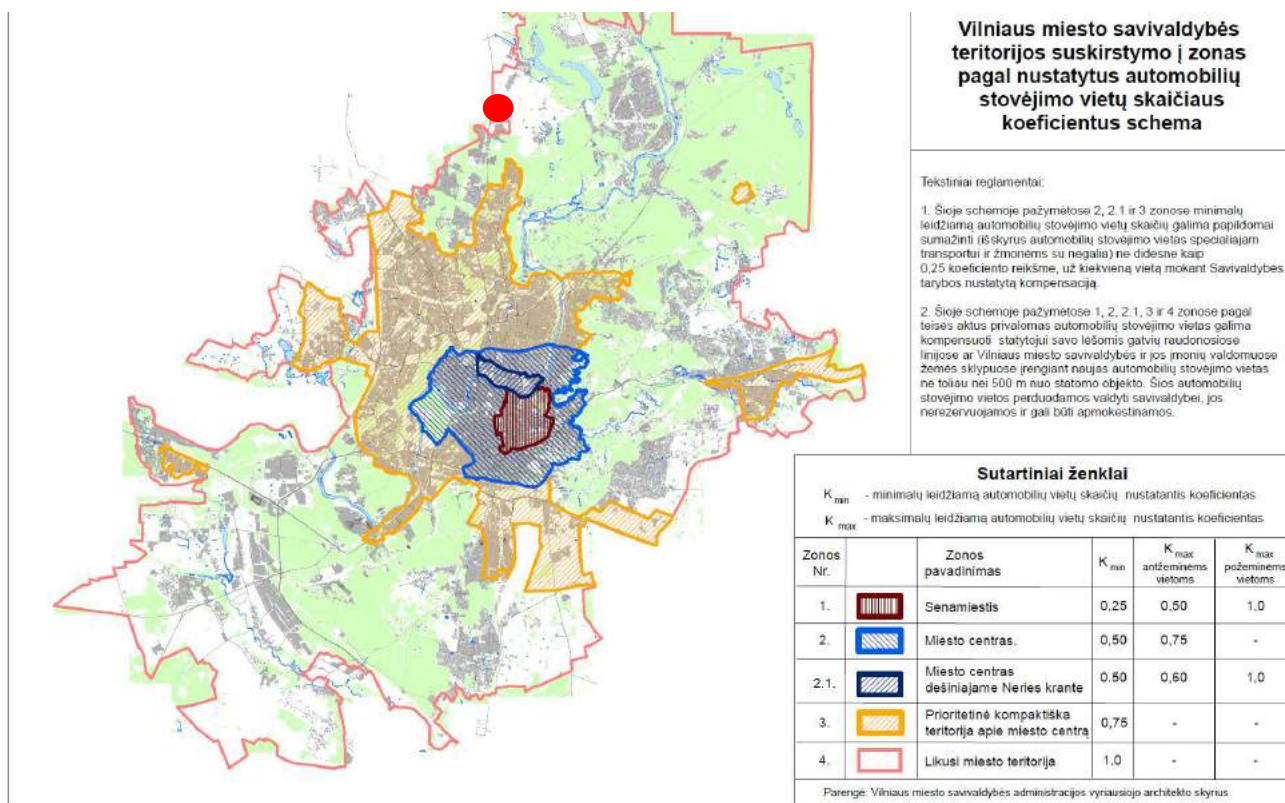 Vilniaus miesto savivaldybės
teritorijos suskirstymo į zonas
pagal nustatytus automobilių
stovėjimo vietų skaičiaus
koeficientus schema
Tekstiniai reglamentai:
1. Šioje schemoje pažymėtose 2, 2.1 ir 3 zonose minimalų
leidžiamą automobilių stovėjimo vietų skaičių galima papildomai
sumažinti (išskyrus automobilių stovėjimo vietas specialiajam
transportui ir žmonėms su negalia) ne didesne kaip
0,25 koeficiento reikšme, už kiekvieną vietą mokant Savivaldybės
tarybos nustatytą kompensaciją.
2. Šioje schemoje pažymėtose 1, 2, 2.1, 3 ir 4 zonose pagal
teisės aktus privalomas automobilių stovėjimo vietas galima
kompensuoti statytojui savo lėšomis gatvių raudonosiose
linijose ar Vilniaus miesto savivaldybė ir jos įmonių valdomuose
žemės sklypuose įrengiant naujas automobilių stovėjimo vietas
ne toliau nei 500 m nuo statomo objekto. Šios automobilių
stovėjimo vietos perduodamos valdyti savivaldybei, jos
nerezervuojamos ir gali būti apmokestinamos.
Sutartiniai ženklai
K min - minimalų leidžiamą automobilių vietų skaičių nustatantis koeficientas
K max - maksimalų leidžiamą automobilių vietų skaičių nustatantis koeficientas
Zonos Nr. Zonos pavadinimas K min K max antžeminėms vietoms K max požeminėms vietoms
1. Senamiestis 0,25 0,50 1,0
2. Miesto centras. 0,50 0,75 -
2.1. Miesto centras dešiniajame Neries krante 0.50 0,60 1,0
3. Prioritetinė kompaktiška teritorija apie miesto centrą 0,75 - -
4. Likusi miesto teritorija 1.0 - -
Parengė: Vilniaus miesto savivaldybės administracijos vyriausiojo architekto skyrius